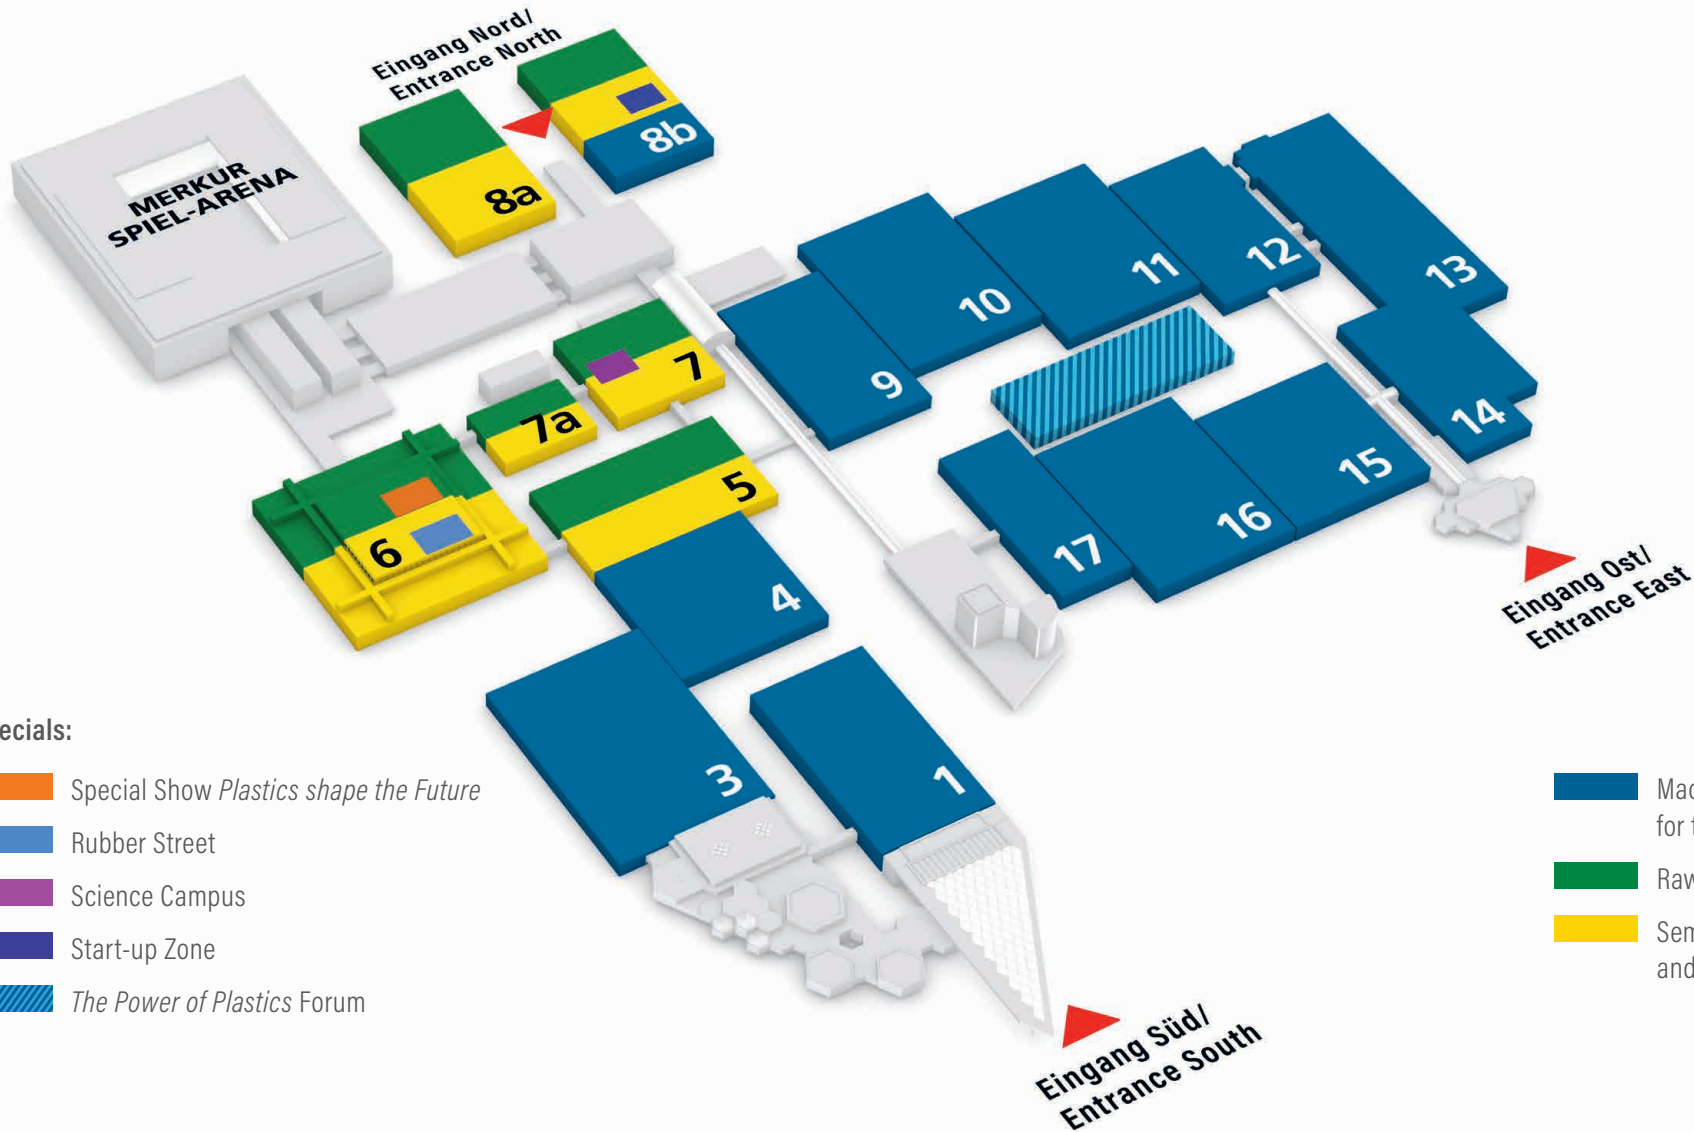 Eingang Nord/
Entrance North
MERKUR
SPIEL-ARENA
8a
8b
7
7a
6
5
4
3
1
9
10
11
12
13
14
15
16
17
Eingang Ost/
Entrance East
Eingang Süd/
Entrance South
ecials:
Special Show Plastics shape the Future
Rubber Street
Science Campus
Start-up Zone
The Power of Plastics Forum
Mac
for t
Raw
Sem
and